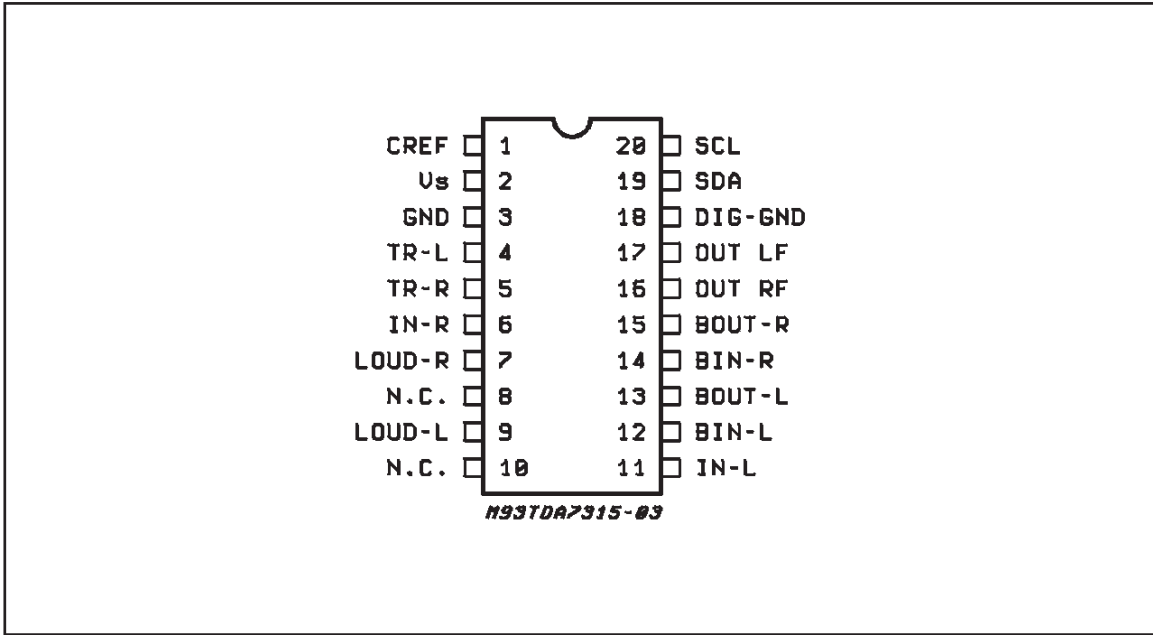 CREF 1 20 SCL
Vs 2 19 SDA
GND 3 18 DIG-GND
TR-L 4 17 OUT LF
TR-R 5 16 OUT RF
IN-R 6 15 BOUT-R
LOUD-R 7 14 BIN-R
N.C. 8 13 BOUT-L
LOUD-L 9 12 BIN-L
N.C. 10 11 IN-L
M93TDA7315-03